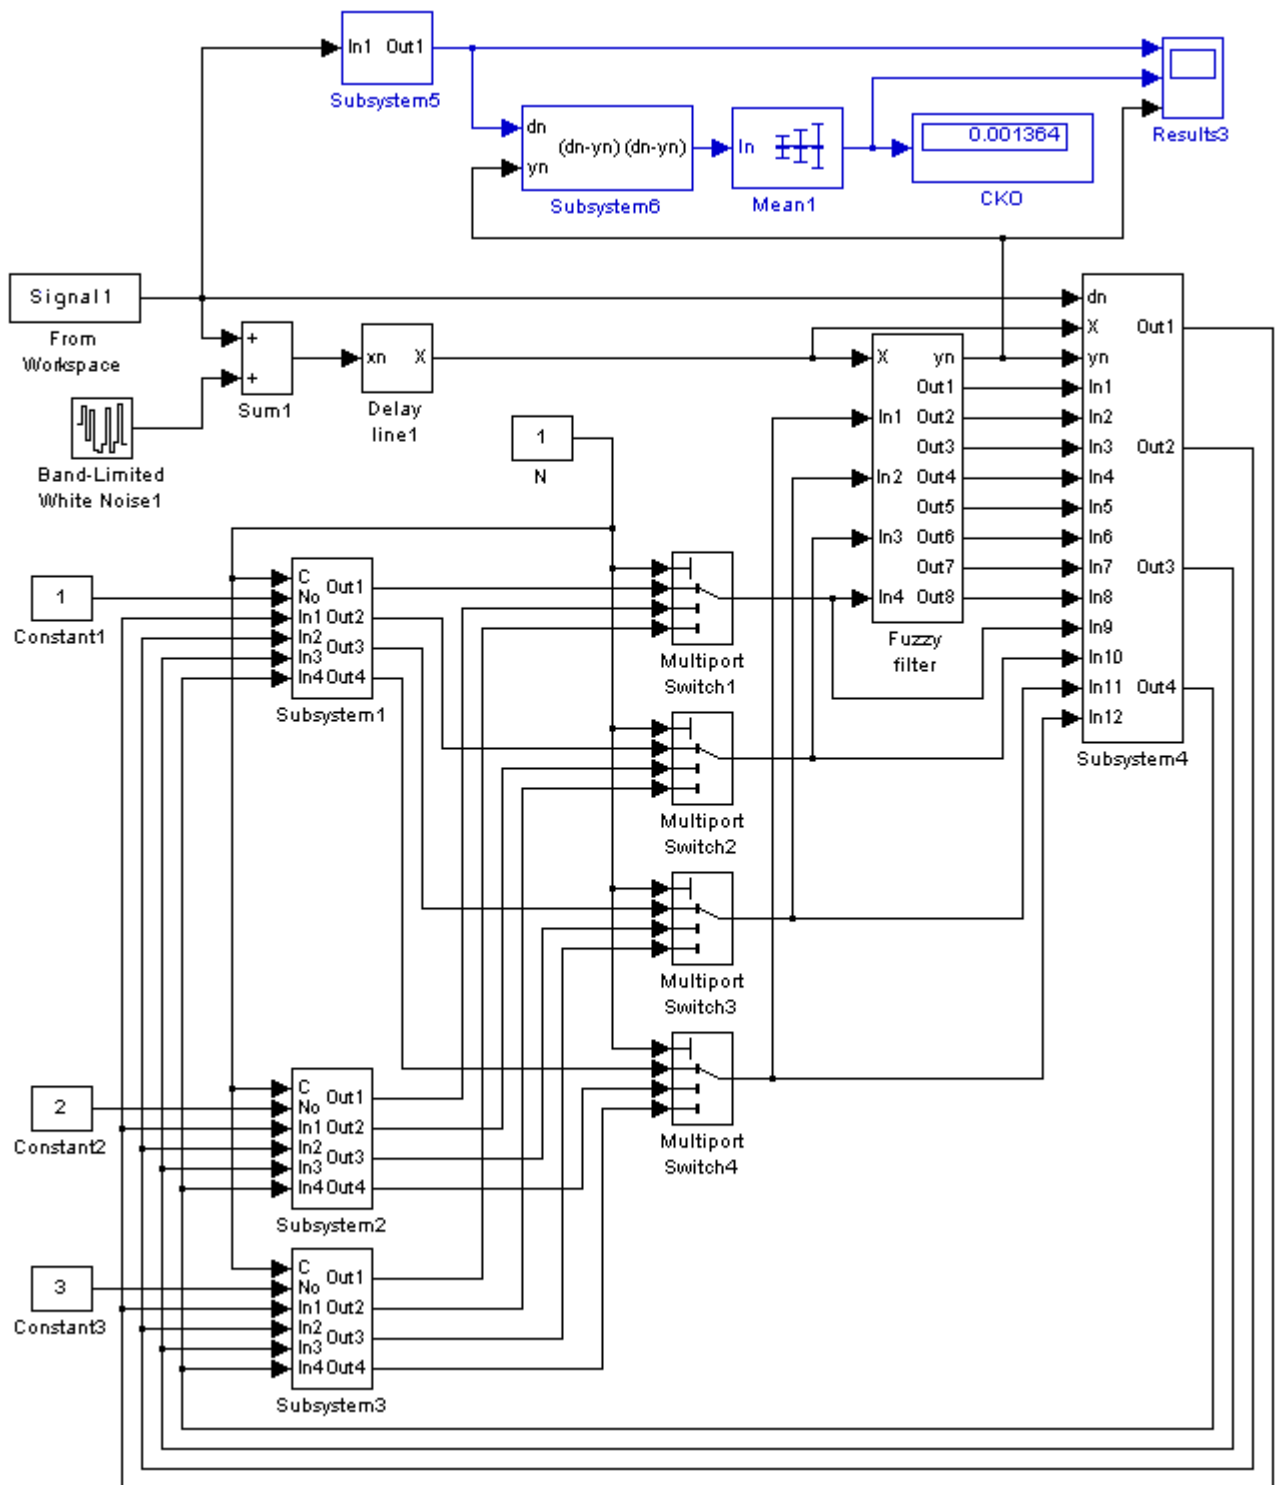 In1 Out1
Subsystem5
dn
(dn-yn) (dn-yn)
yn
Subsystem6
In
Mean1
0.001364
CKO
Results3
Signal1
From
Workspace
+
+
Sum1
xn X
Delay
line1
Band-Limited
White Noise1
1
N
X yn
Out1
In1 Out2
Out3
In2 Out4
Out5
In3 Out6
Out7
In4 Out8
Fuzzy
filter
dn
X Out1
yn
In1
In2
In3 Out2
In4
In5
In6
In7 Out3
In8
In9
In10
In11 Out4
In12
Subsystem4
1
Constant1
C
No Out1
In1 Out2
In2
In3 Out3
In4 Out4
Subsystem1
Multiport
Switch1
Multiport
Switch2
Multiport
Switch3
Multiport
Switch4
2
Constant2
C
No Out1
In1 Out2
In2
In3 Out3
In4 Out4
Subsystem2
3
Constant3
C
No Out1
In1 Out2
In2
In3 Out3
In4 Out4
Subsystem3